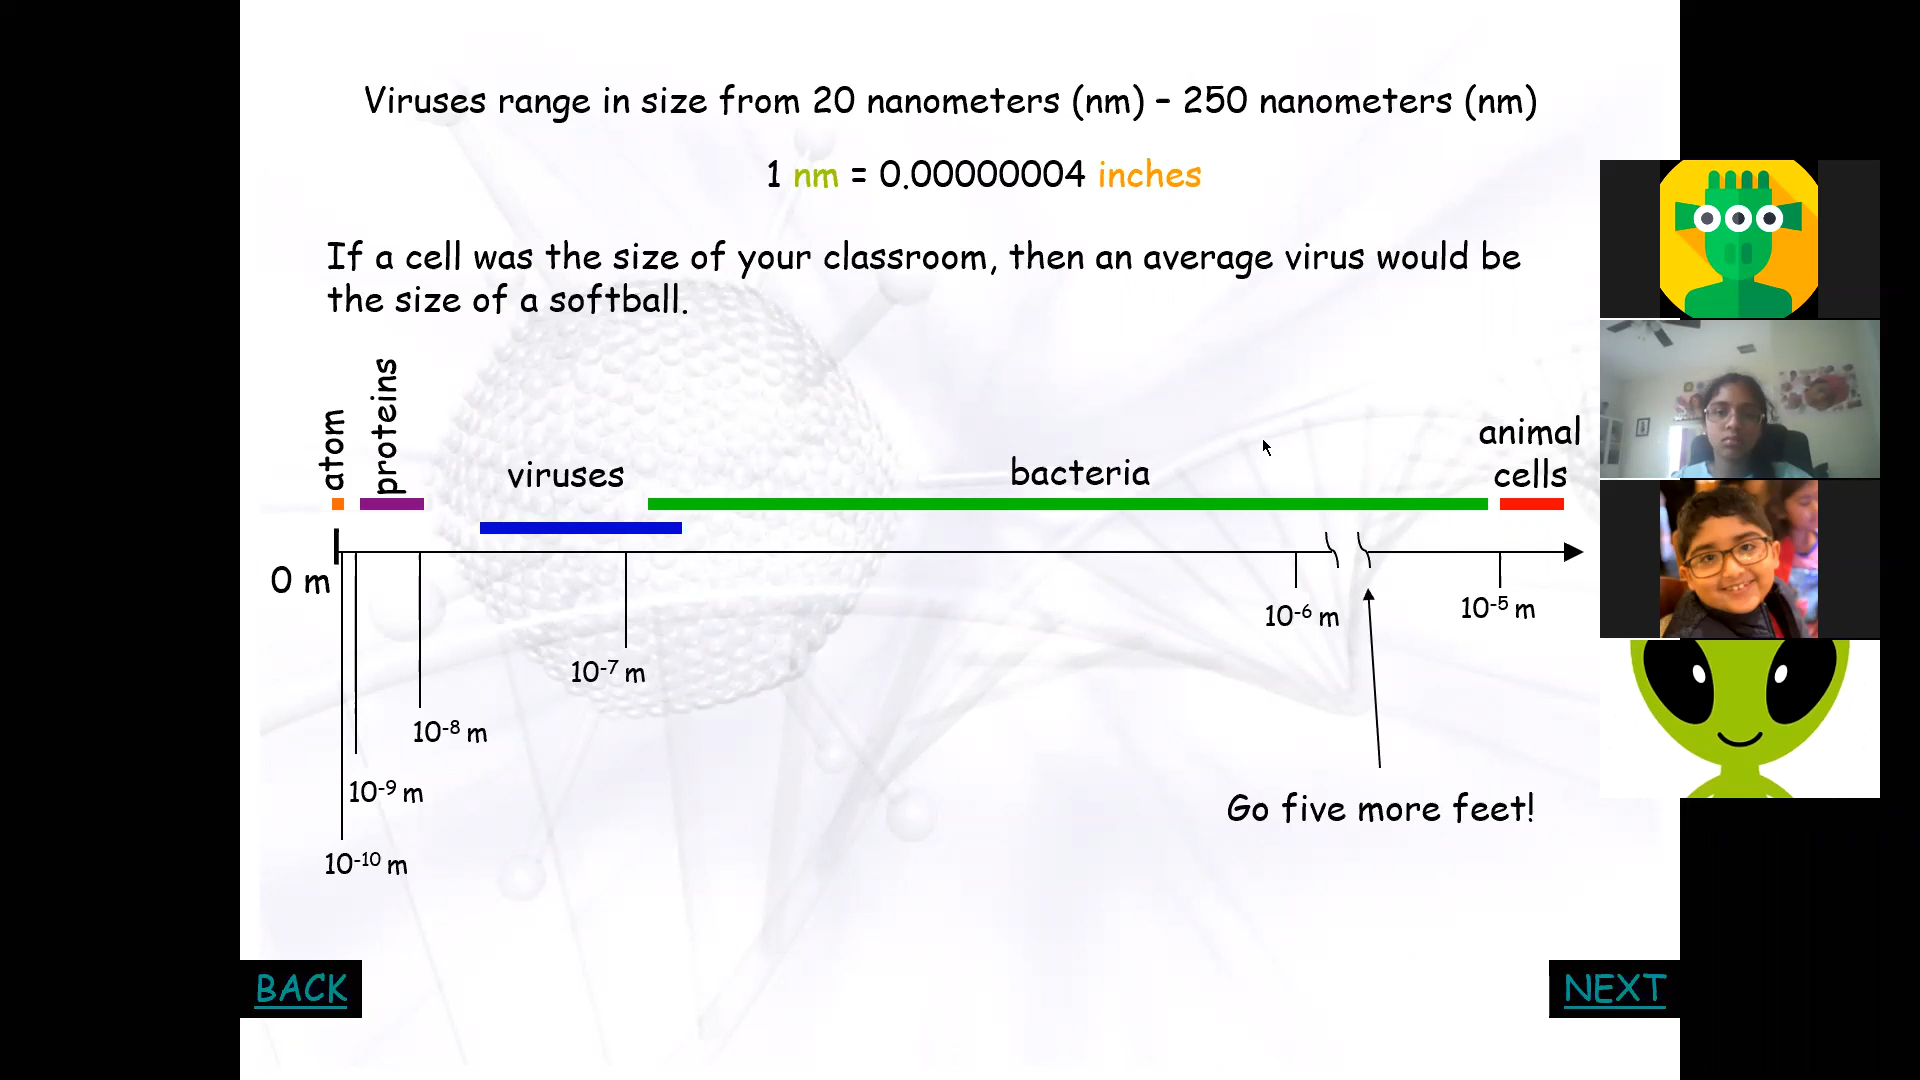 Viruses range in size from 20 nanometers (nm) – 250 nanometers (nm)
1 nm = 0.00000004 inches
If a cell was the size of your classroom, then an average virus would be
the size of a softball.
atom
proteins
viruses
bacteria
animal
cells
0 m
10-6 m
10-5 m
10-7 m
10-8 m
10-9 m
Go five more feet!
10-10 m
BACK
NEXT